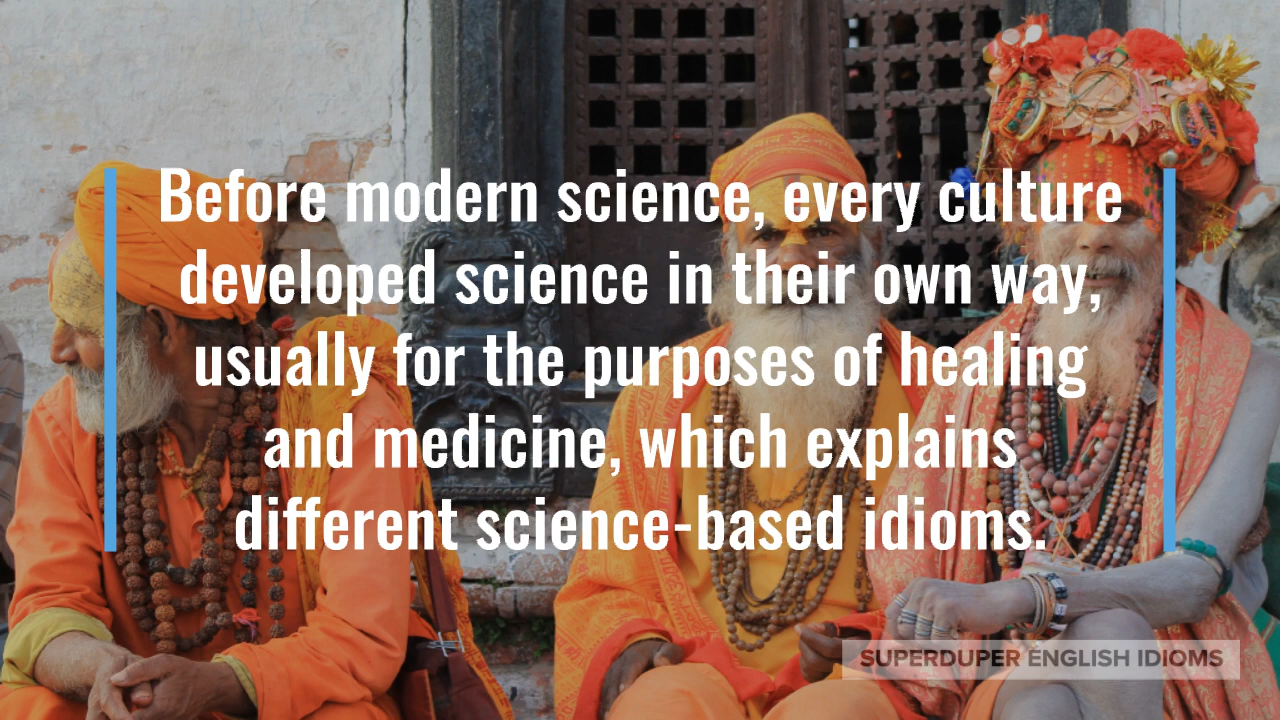 Before modern science, every culture
developed science in their own way,
usually for the purposes of healing
and medicine, which explains
different science-based idioms.
SUPERDUPER ENGLISH IDIOMS